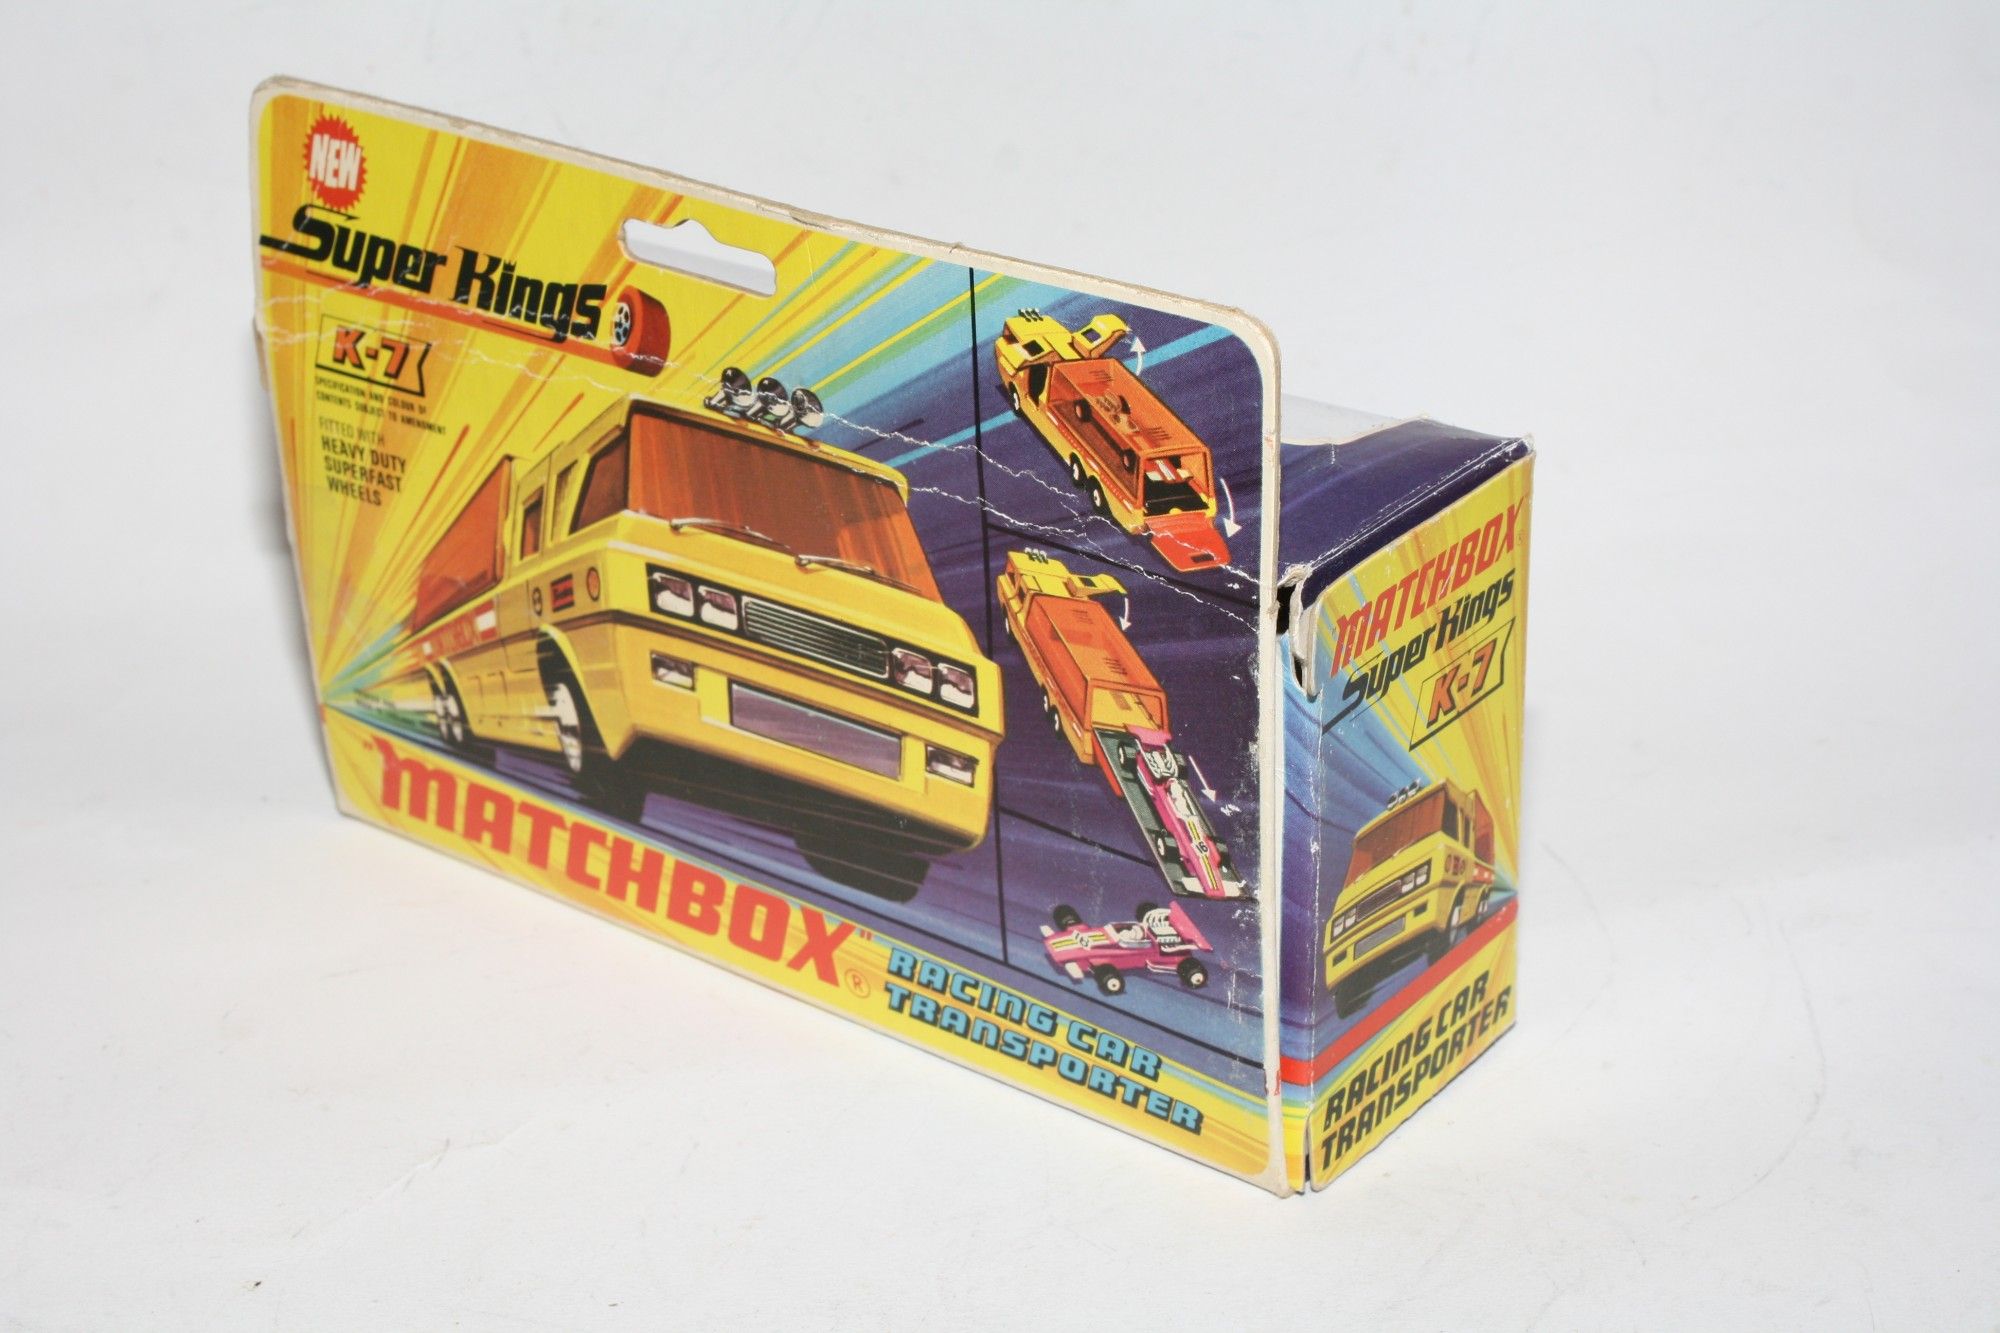 NEW
Super Kings
K-7
SPECIFICATION AND COLOUR OF
CONTENTS SUBJECT TO AMENDMENT
FITTED WITH
HEAVY DUTY
SUPERFAST
WHEELS
"MATCHBOX"®
RACING CAR
TRANSPORTER
16
MATCHBOX®
Super Kings
K-7
RACING CAR
TRANSPORTER